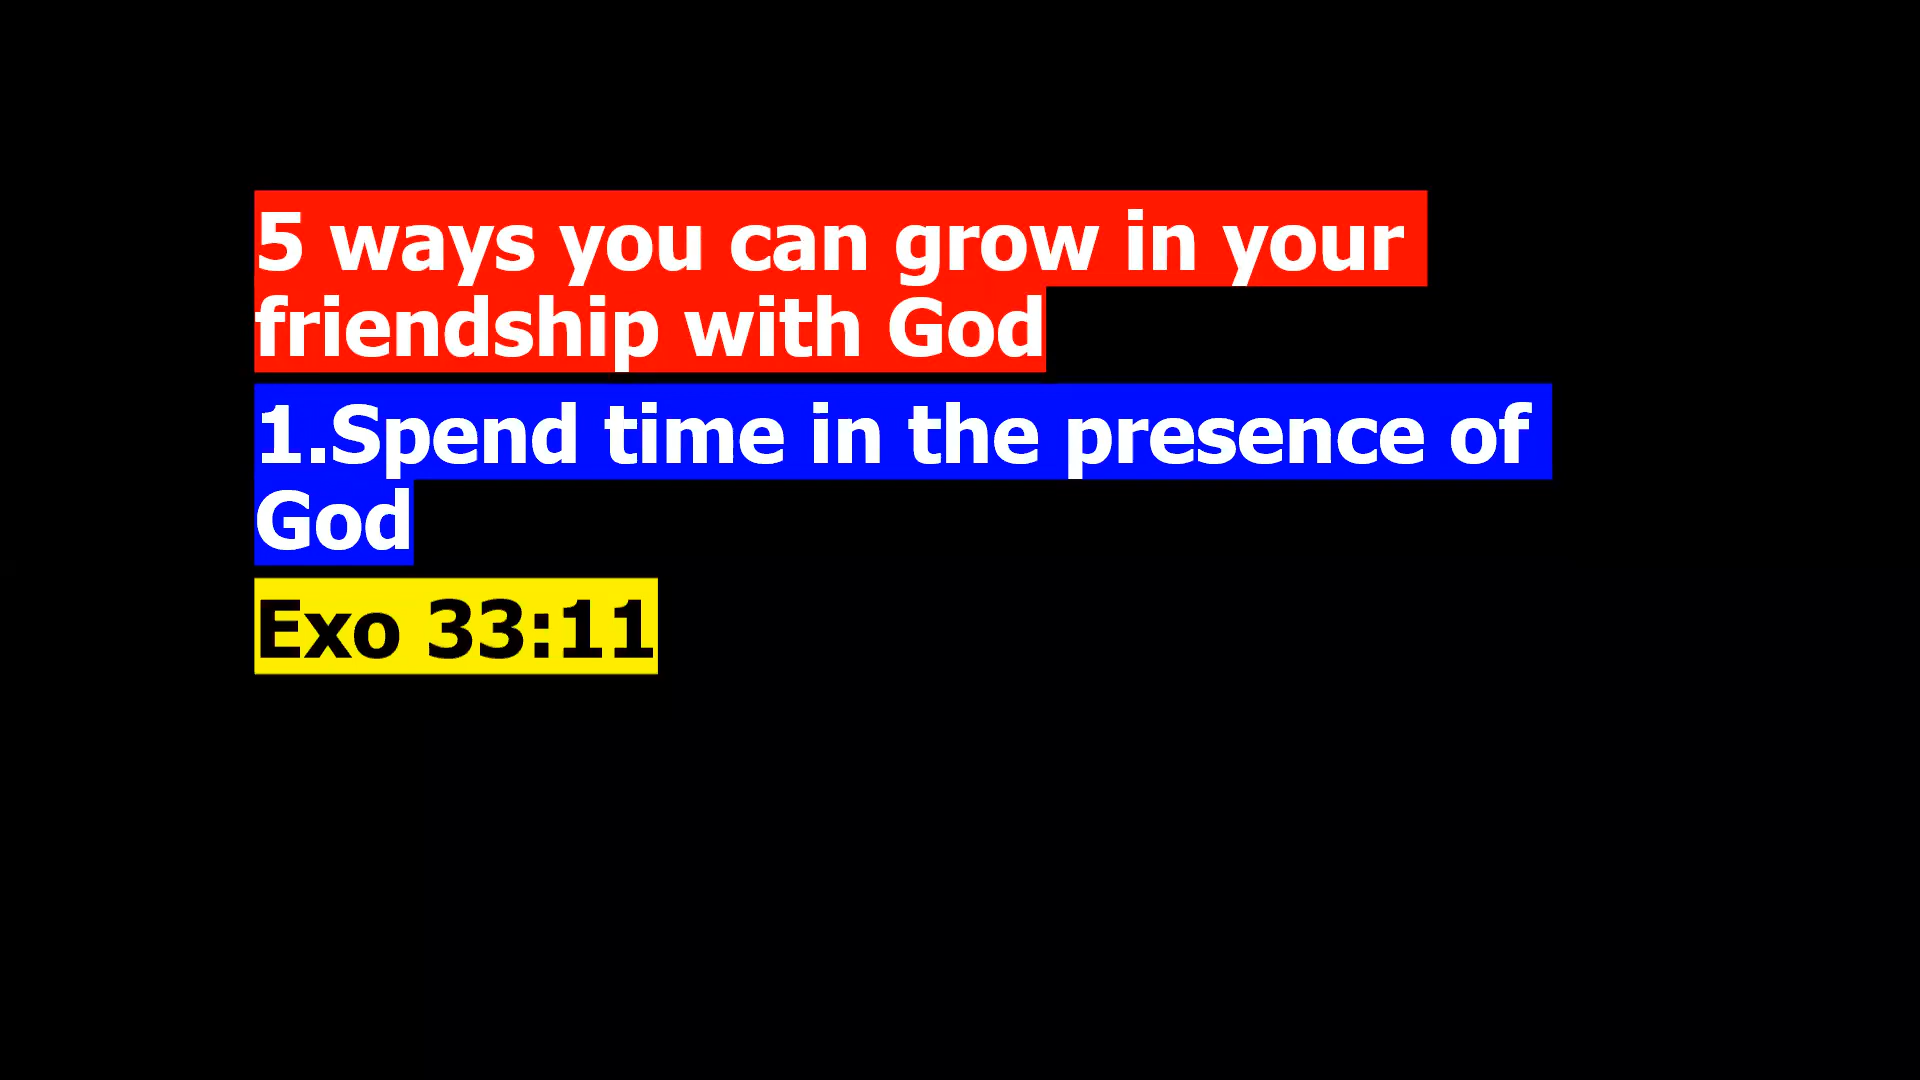 5 ways you can grow in your
friendship with God
1.Spend time in the presence of
God
Exo 33:11